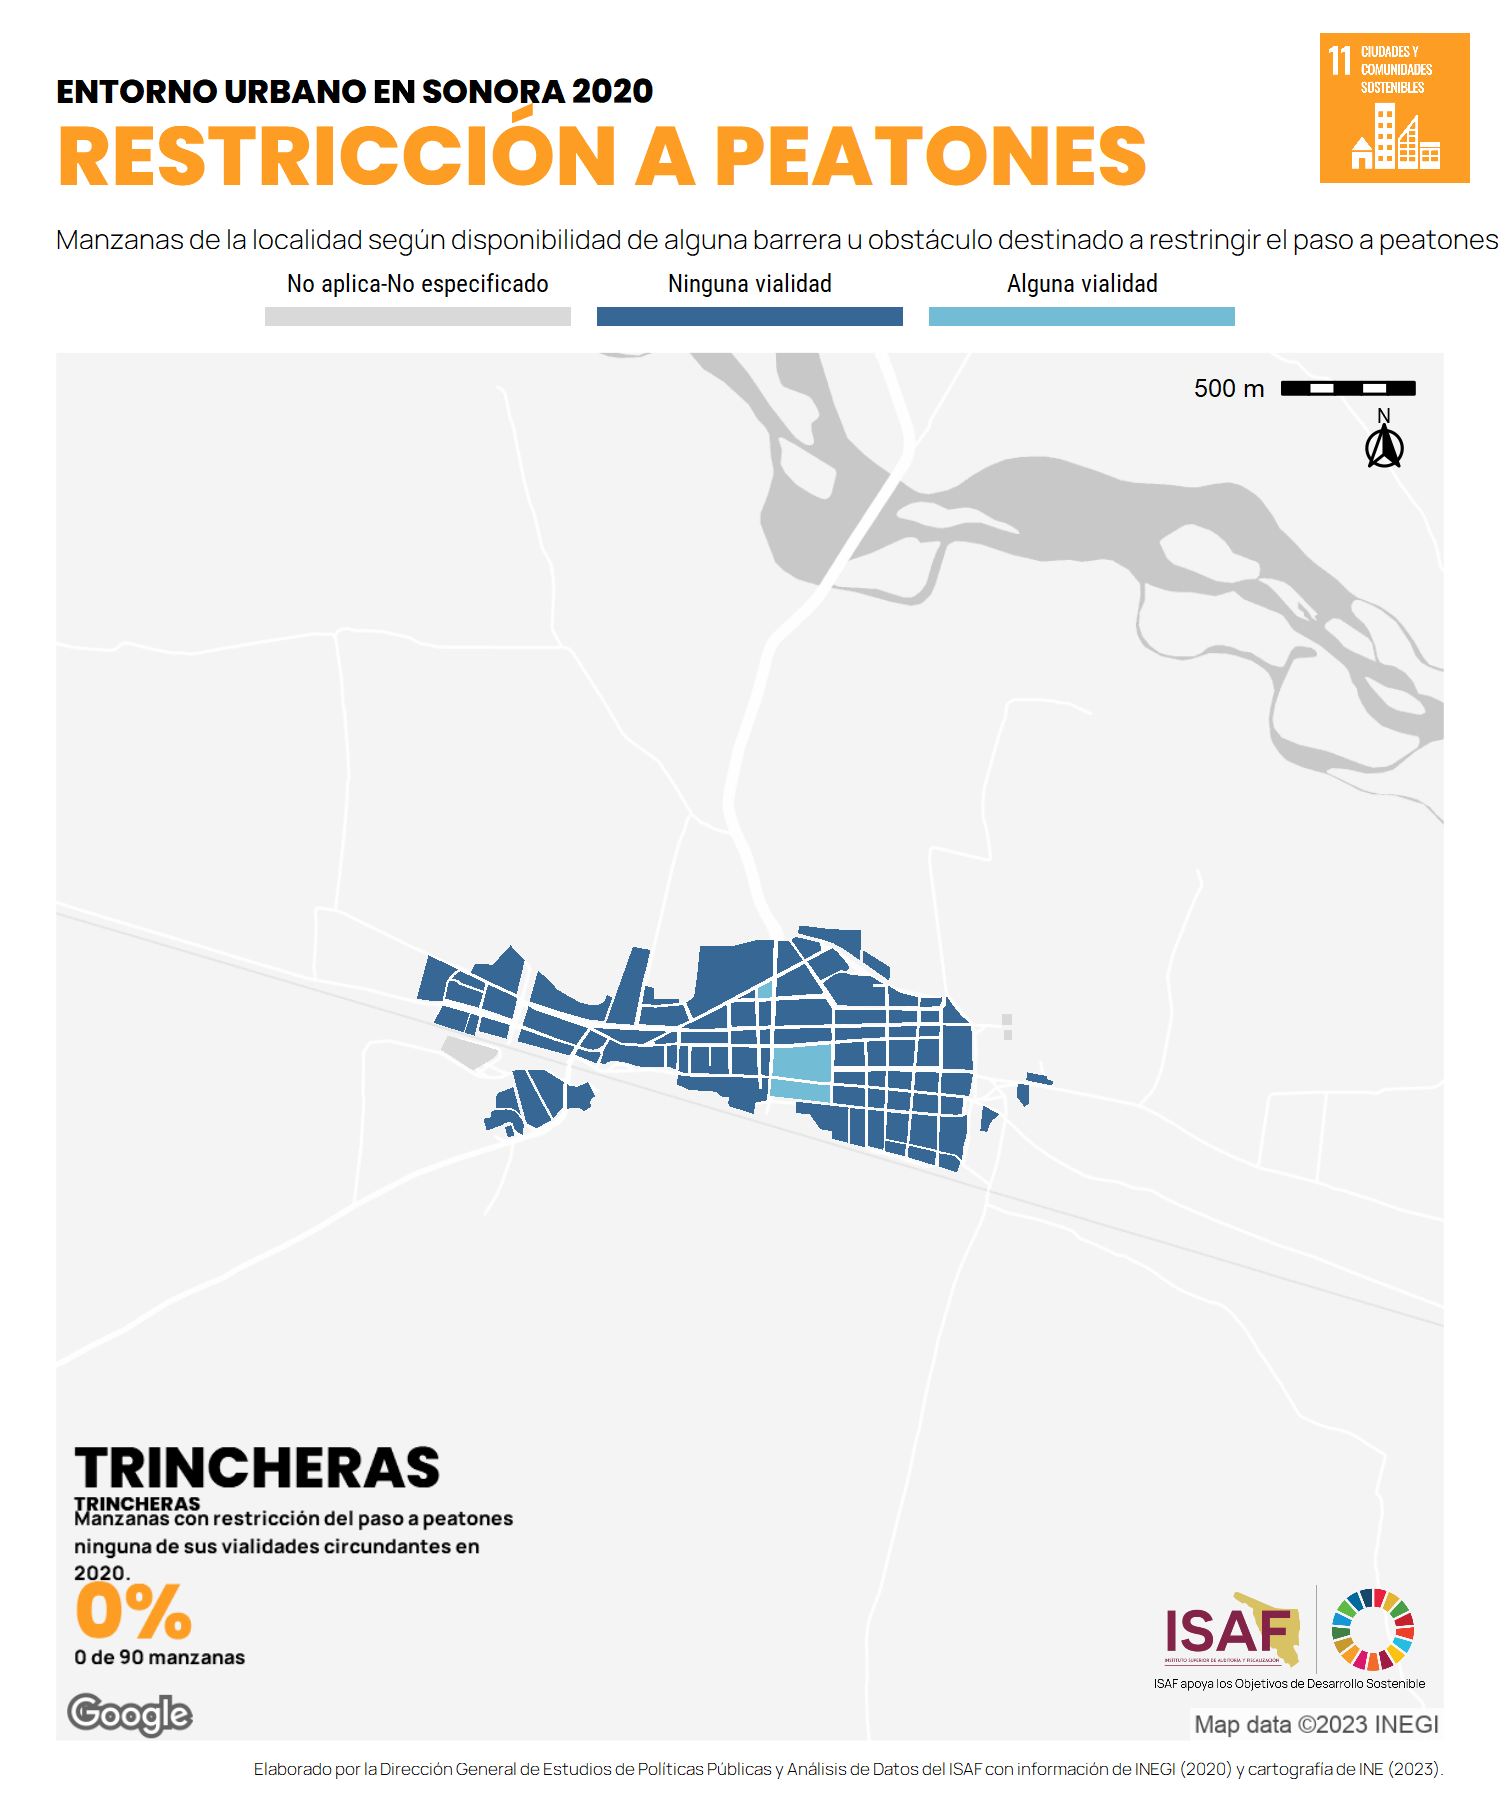 11 CIUDADES Y
COMUNIDADES
SOSTENIBLES
ENTORNO URBANO EN SONORA 2020
RESTRICCIÓN A PEATONES
Manzanas de la localidad según disponibilidad de alguna barrera u obstáculo destinado a restringir el paso a peatones
No aplica-No especificado
Ninguna vialidad
Alguna vialidad
500 m
N
TRINCHERAS
TRINCHERAS
Manzanas con restricción del paso a peatones
ninguna de sus vialidades circundantes en
2020.
0%
0 de 90 manzanas
ISAF
INSTITUTO SUPERIOR DE AUDITORÍA Y FISCALIZACIÓN
ISAF apoya los Objetivos de Desarrollo Sostenible
Google
Map data ©2023 INEGI
Elaborado por la Dirección General de Estudios de Políticas Públicas y Análisis de Datos del ISAF con información de INEGI (2020) y cartografía de INE (2023).